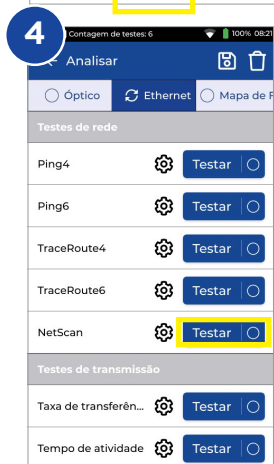 4
Contagem de testes: 6
100% 08:21
Analisar
Óptico
Ethernet
Mapa de F
Testes de rede
Ping4
Testar
Ping6
Testar
TraceRoute4
Testar
TraceRoute6
Testar
NetScan
Testar
Testes de transmissão
Taxa de transferên...
Testar
Tempo de atividade
Testar